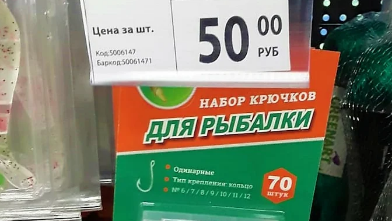 Цена за шт.
50 00
РУБ
Код:5006147
Баркод:50061471
НАБОР КРЮЧКОВ
ДЛЯ РЫБАЛКИ
Одинарные
Тип крепления: кольцо
№ 6 / 7 / 8 / 9 / 10 / 11 / 12
70
штук